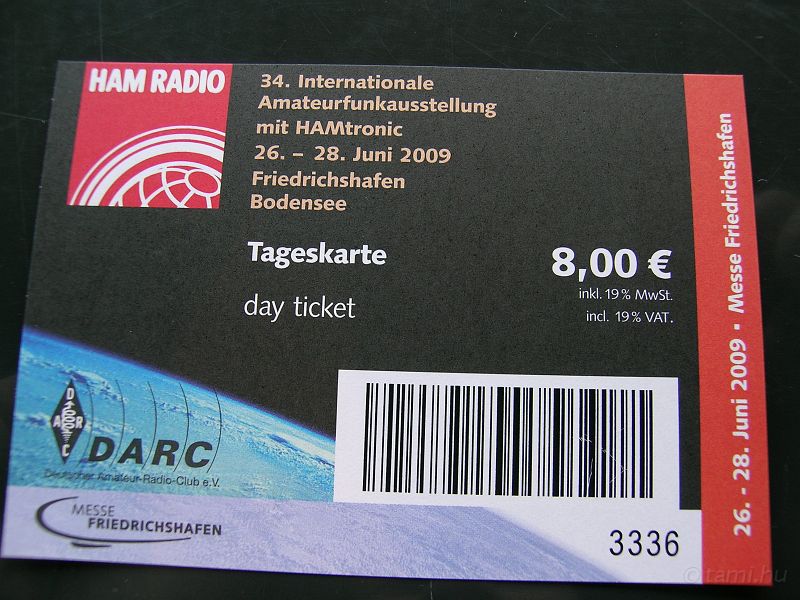 HAM RADIO
34. Internationale
Amateurfunkausstellung
mit HAMtronic
26. – 28. Juni 2009
Friedrichshafen
Bodensee
Tageskarte
8,00 €
inkl. 19% MwSt.
day ticket
incl. 19% VAT.
D
A R
C
DARC
Deutscher Amateur-Radio-Club e.V.
MESSE
FRIEDRICHSHAFEN
3336
26. - 28. Juni 2009 • Messe Friedrichshafen
© tami.hu